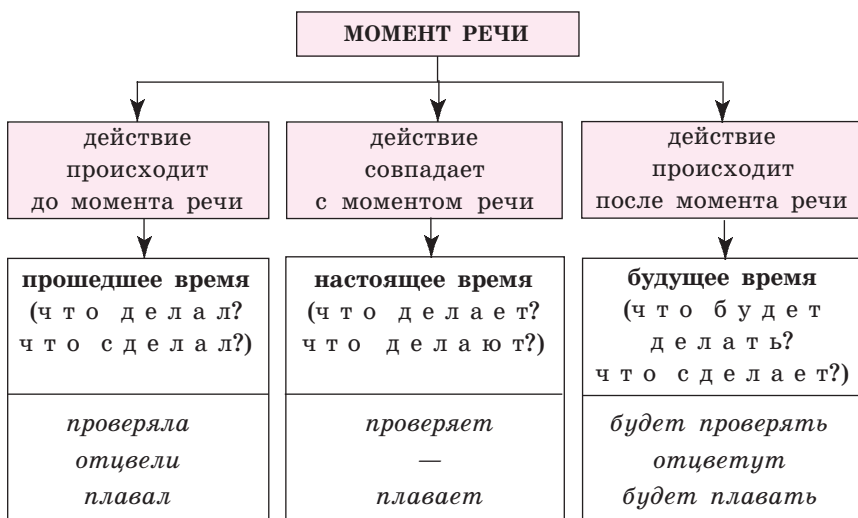 МОМЕНТ РЕЧИ
действие
происходит
до момента речи
действие
совпадает
с моментом речи
действие
происходит
после момента речи
прошедшее время
(что делал?
что сделал?)
настоящее время
(что делает?
что делают?)
будущее время
(что будет
делать?
что сделает?)
проверяла
отцвели
плавал
проверяет
—
плавает
будет проверять
отцветут
будет плавать